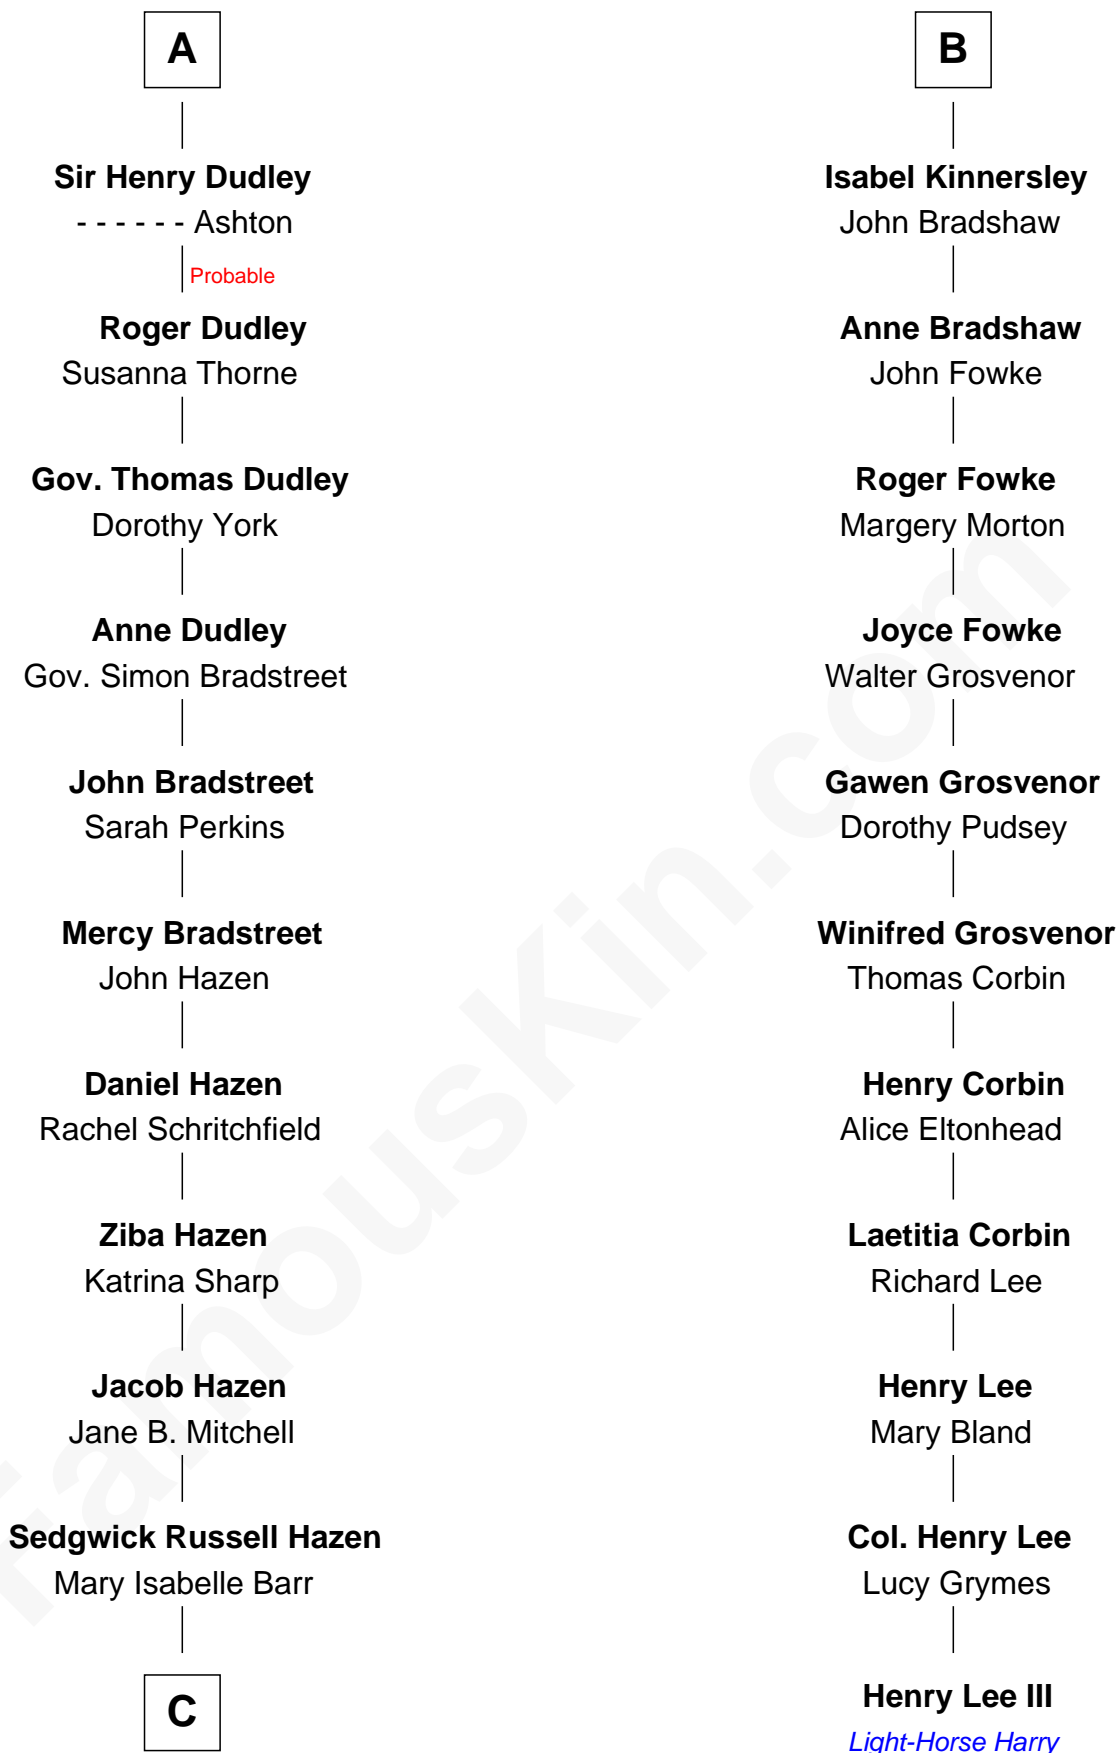 A
Sir Henry Dudley
- - - - - - Ashton
Probable
Roger Dudley
Susanna Thorne
Gov. Thomas Dudley
Dorothy York
Anne Dudley
Gov. Simon Bradstreet
John Bradstreet
Sarah Perkins
Mercy Bradstreet
John Hazen
Daniel Hazen
Rachel Schritchfield
Ziba Hazen
Katrina Sharp
Jacob Hazen
Jane B. Mitchell
Sedgwick Russell Hazen
Mary Isabelle Barr
C
B
Isabel Kinnersley
John Bradshaw
Anne Bradshaw
John Fowke
Roger Fowke
Margery Morton
Joyce Fowke
Walter Grosvenor
Gawen Grosvenor
Dorothy Pudsey
Winifred Grosvenor
Thomas Corbin
Henry Corbin
Alice Eltonhead
Laetitia Corbin
Richard Lee
Henry Lee
Mary Bland
Col. Henry Lee
Lucy Grymes
Henry Lee III
Light-Horse Harry
FamousKin.com